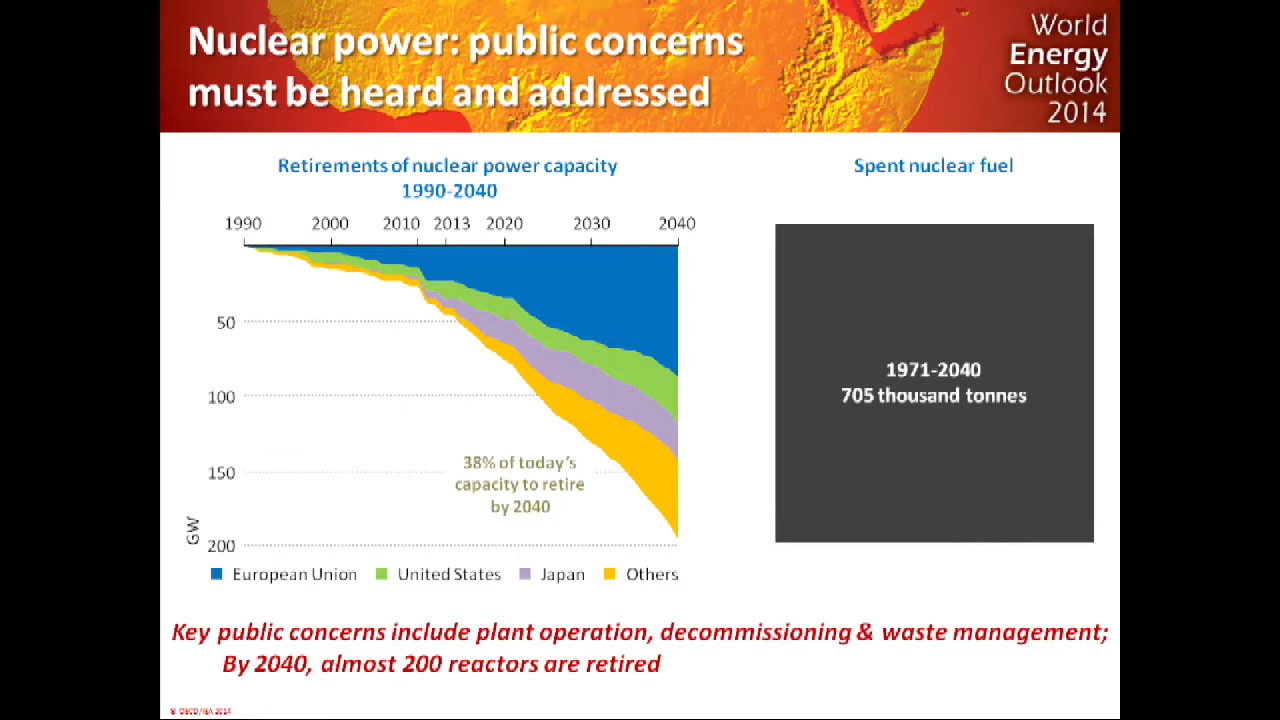 Nuclear power: public concerns
must be heard and addressed
World
Energy
Outlook
2014
Retirements of nuclear power capacity
1990-2040
1990 2000 2010 2013 2020 2030 2040
50
100
150
200
GW
38% of today's
capacity to retire
by 2040
European Union United States Japan Others
Spent nuclear fuel
1971-2040
705 thousand tonnes
Key public concerns include plant operation, decommissioning & waste management;
By 2040, almost 200 reactors are retired
© OECD/IEA 2014